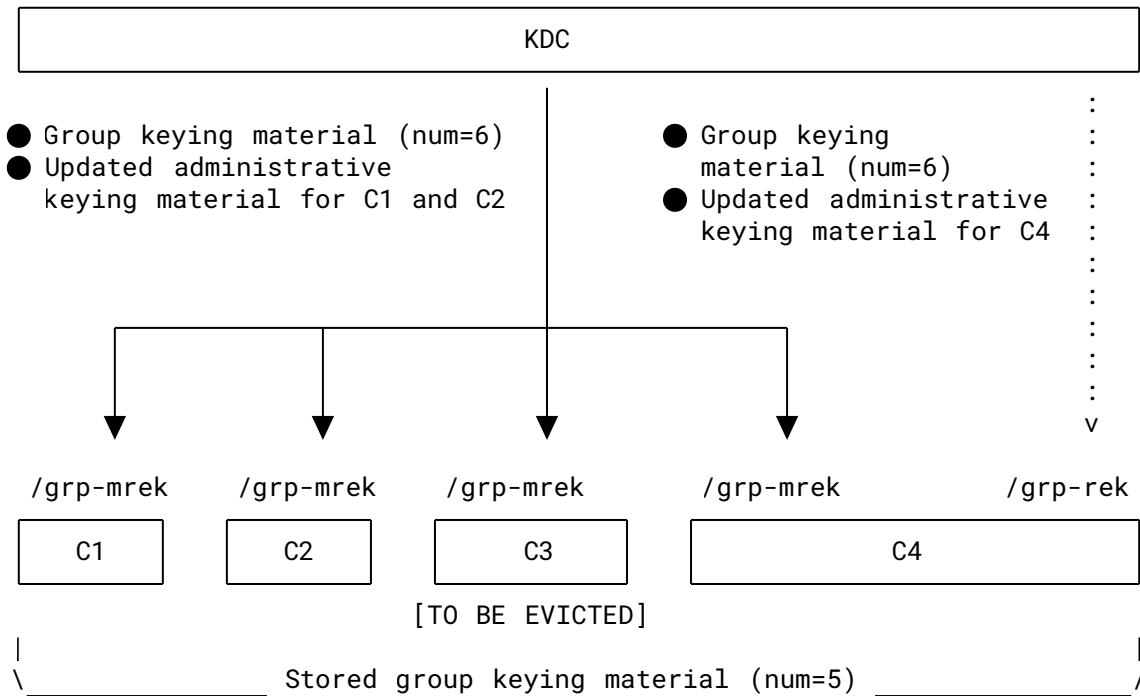 KDC
● Group keying material (num=6)
● Updated administrative
keying material for C1 and C2
● Group keying
material (num=6)
● Updated administrative
keying material for C4
/grp-mrek /grp-mrek /grp-mrek /grp-mrek /grp-rek
C1 C2 C3 C4
[TO BE EVICTED]
Stored group keying material (num=5)